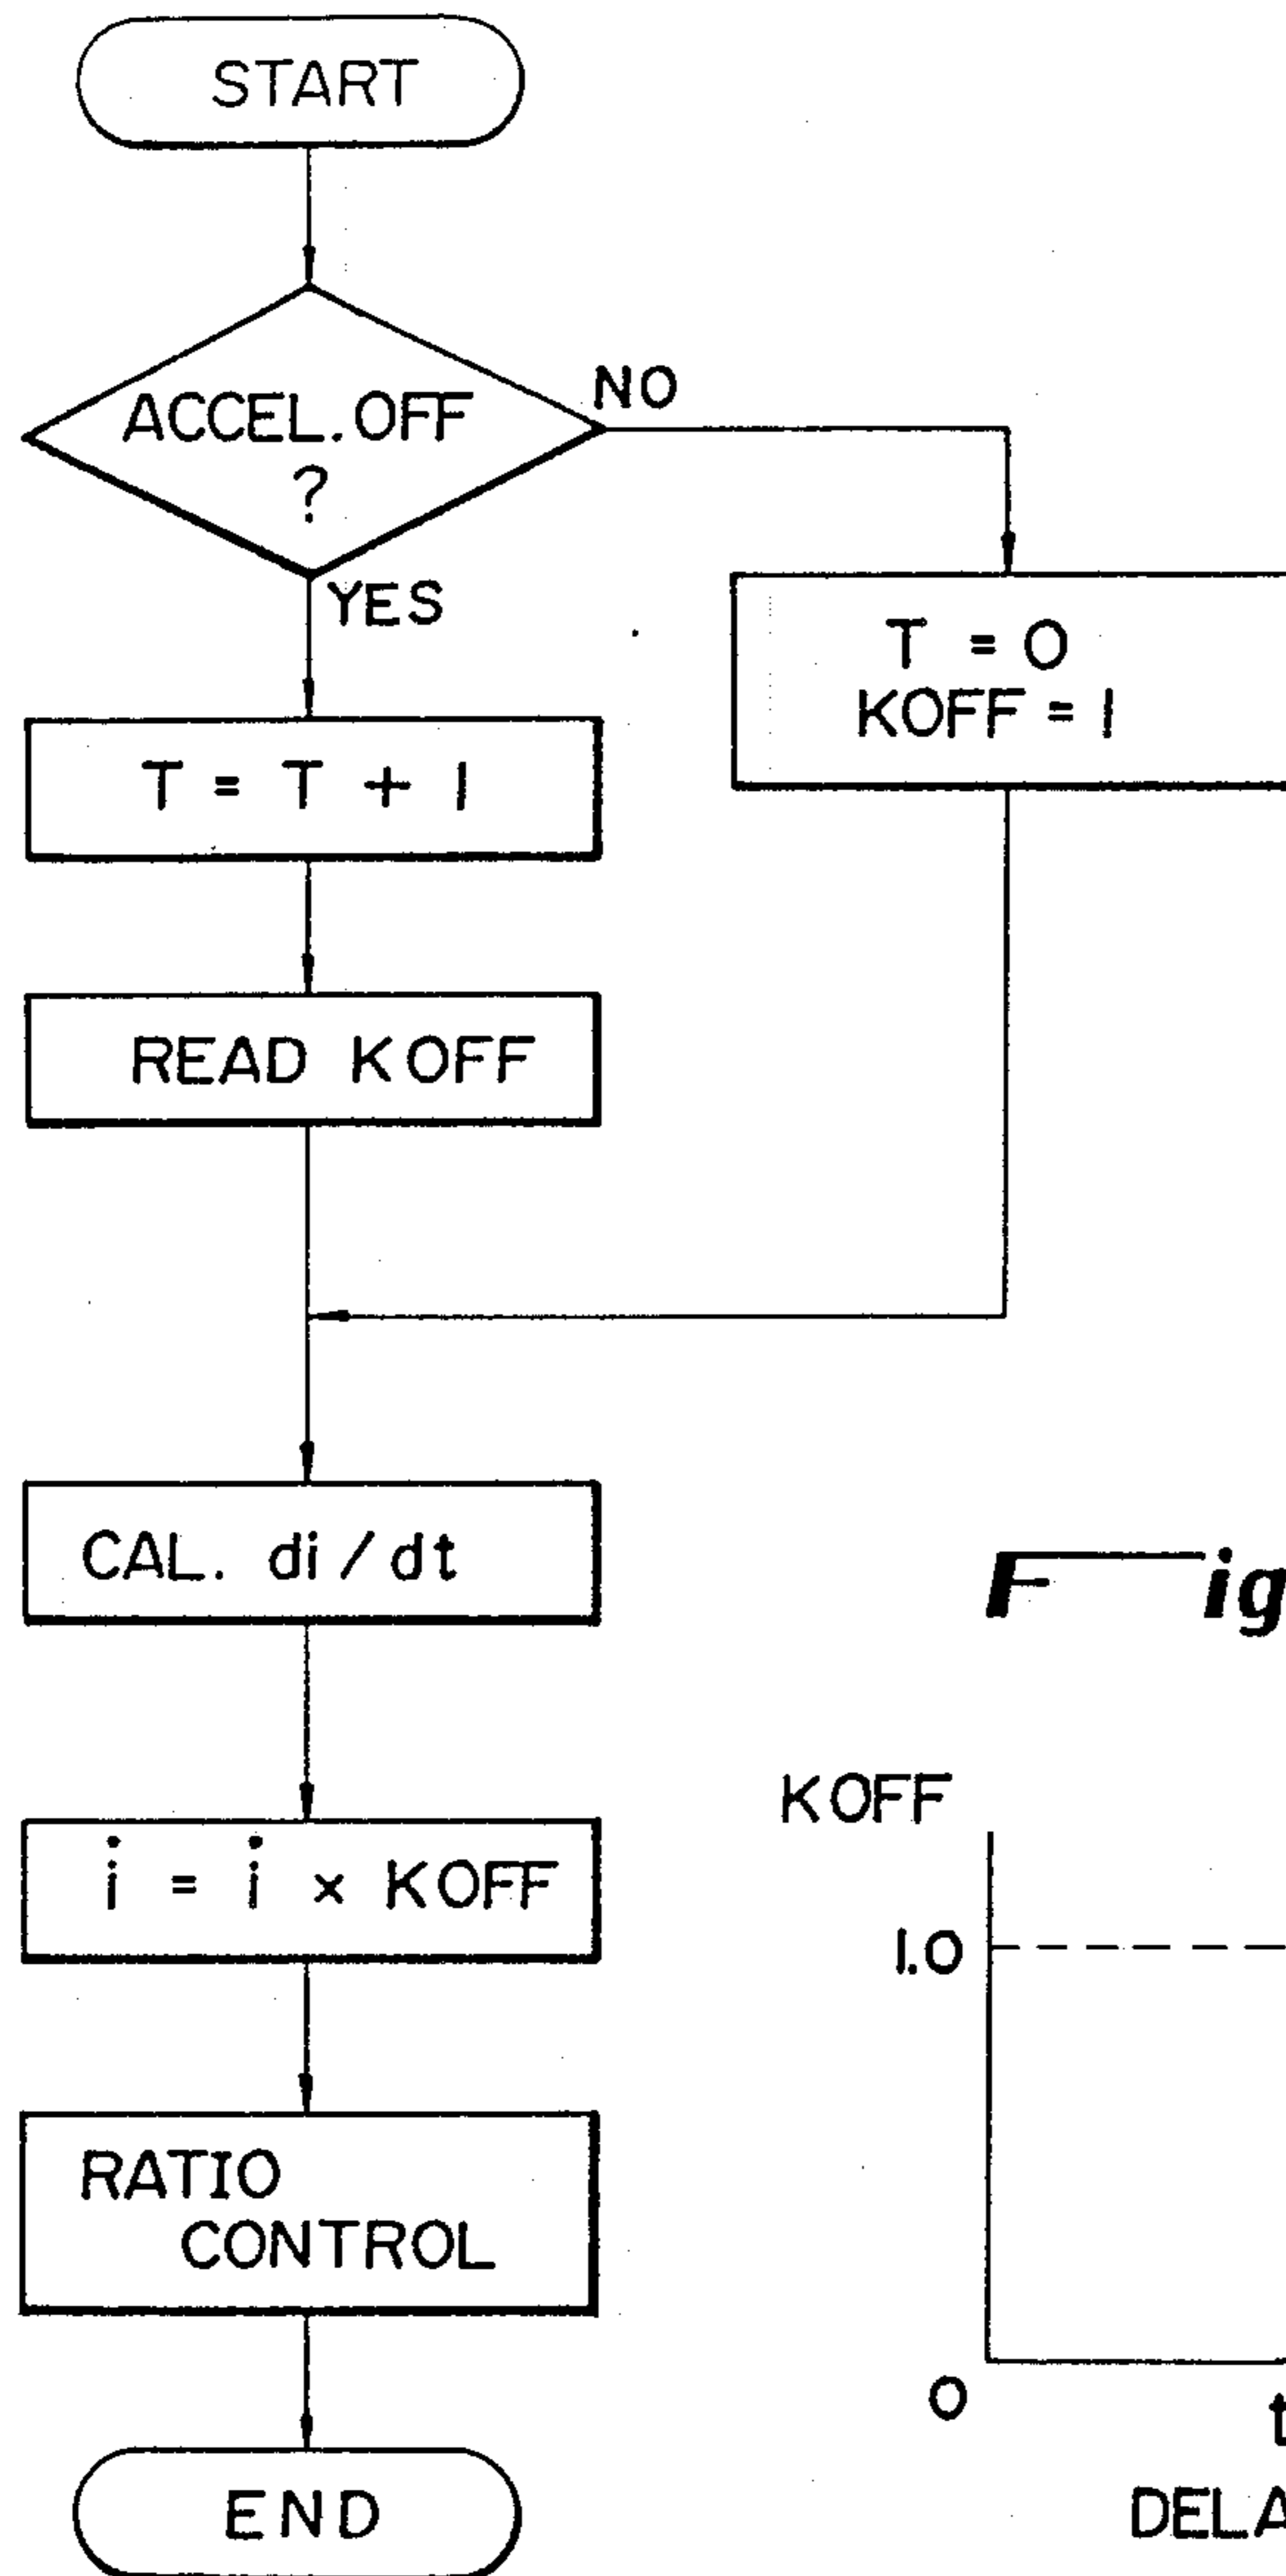 START
ACCEL.OFF
?
NO
YES
T = 0
KOFF = 1
T = T + 1
READ KOFF
CAL. di/dt
Fig
i̇ = i̇ × KOFF
KOFF
1.0
RATIO
CONTROL
0
t
END